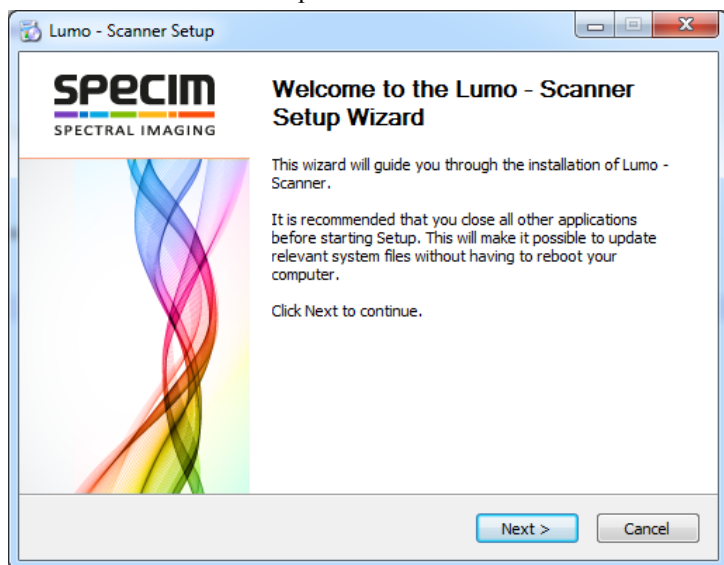 Lumo - Scanner Setup
SPECIM
SPECTRAL IMAGING
Welcome to the Lumo - Scanner
Setup Wizard
This wizard will guide you through the installation of Lumo -
Scanner.
It is recommended that you close all other applications
before starting Setup. This will make it possible to update
relevant system files without having to reboot your
computer.
Click Next to continue.
Next >
Cancel